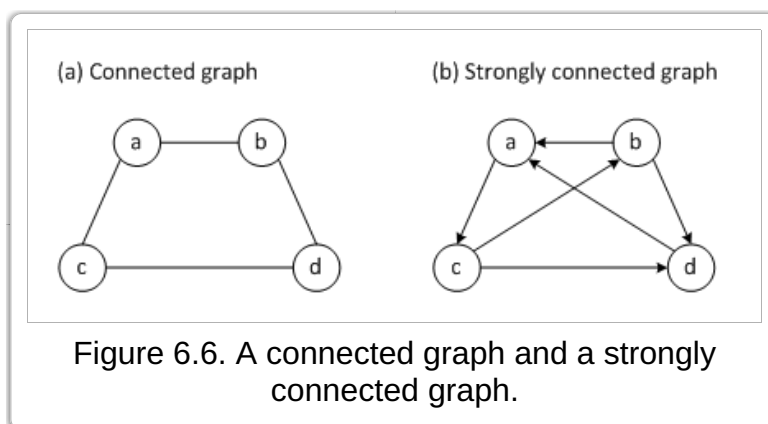 (a) Connected graph
(b) Strongly connected graph
a
b
c
d
a
b
c
d
Figure 6.6. A connected graph and a strongly
connected graph.